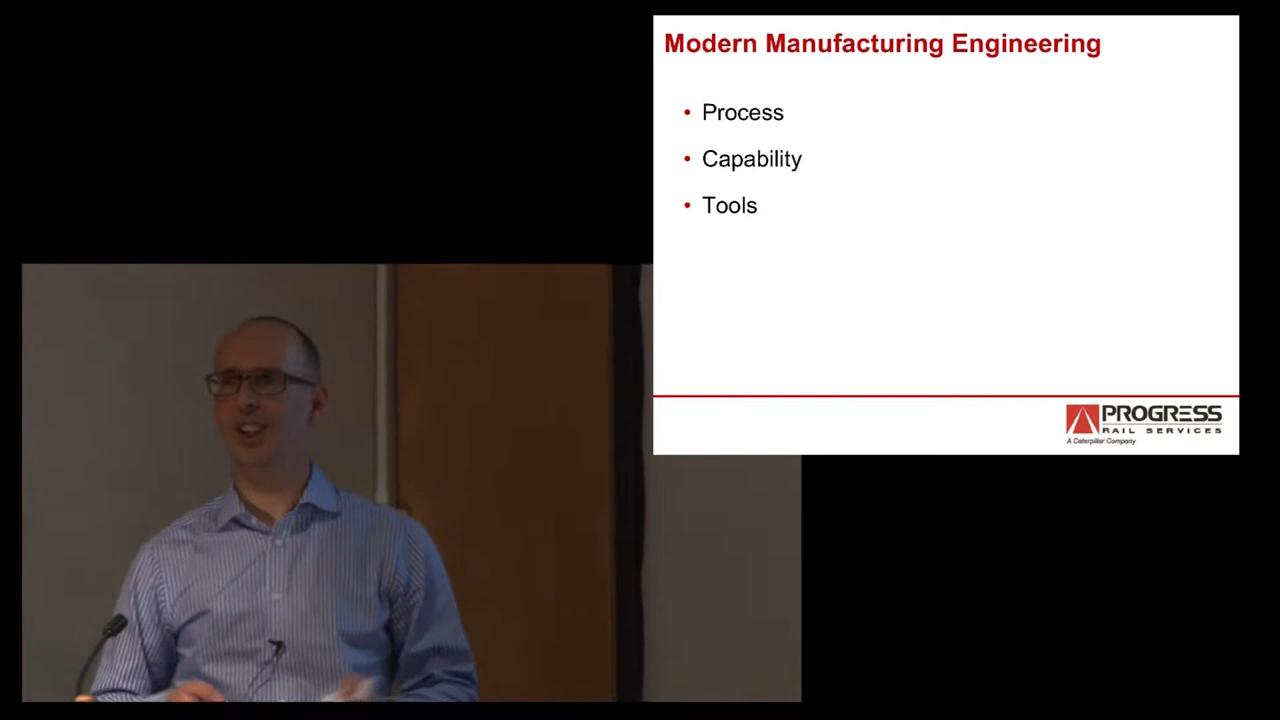 Modern Manufacturing Engineering
• Process
• Capability
• Tools
PROGRESS
RAIL SERVICES
A Caterpillar Company